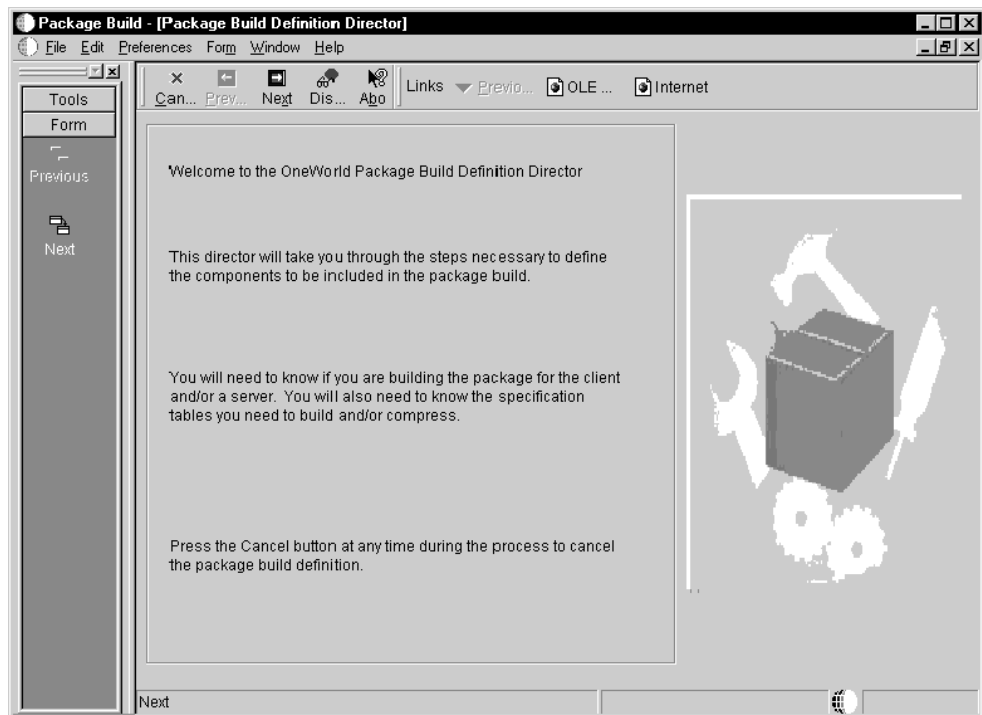 Package Build - [Package Build Definition Director]
File Edit Preferences Form Window Help
Tools
Form
Previous
Next
Can... Prev... Next Dis... Abo Links Previo... OLE ... Internet
Welcome to the OneWorld Package Build Definition Director
This director will take you through the steps necessary to define
the components to be included in the package build.
You will need to know if you are building the package for the client
and/or a server. You will also need to know the specification
tables you need to build and/or compress.
Press the Cancel button at any time during the process to cancel
the package build definition.
Next